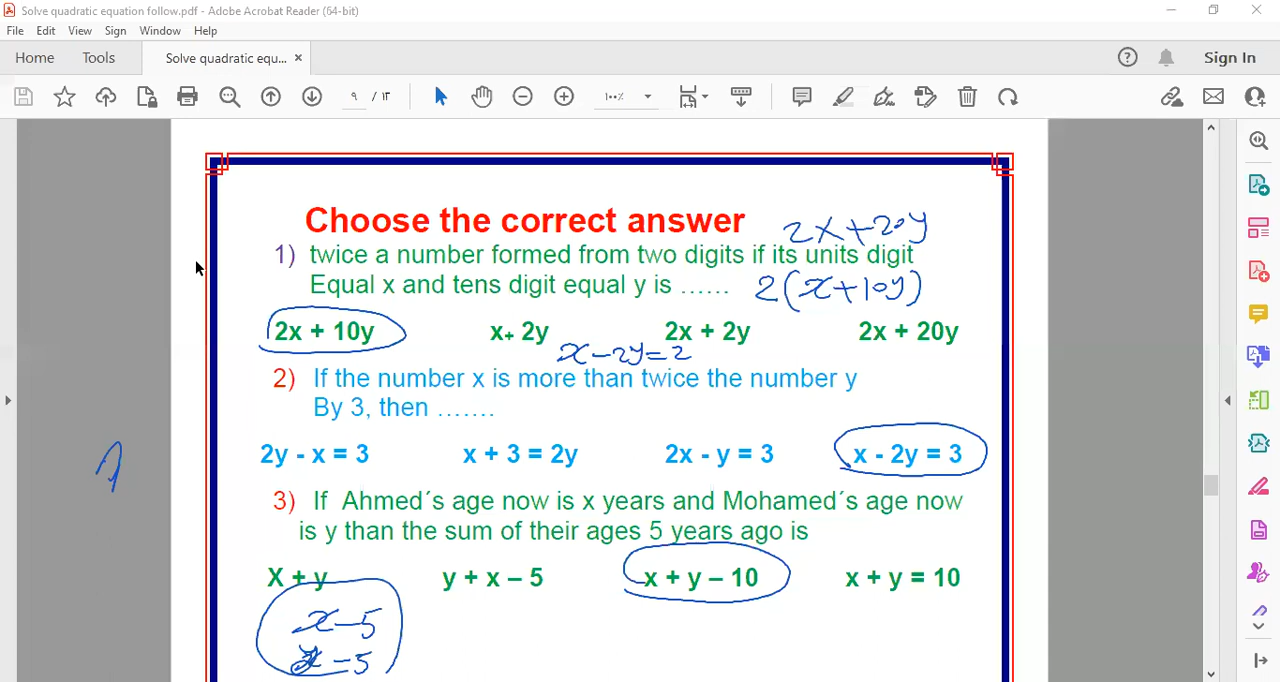 Solve quadratic equation follow.pdf - Adobe Acrobat Reader (64-bit)
File Edit View Sign Window Help
Home Tools Solve quadratic equ... × Sign In
٩ / ١٣ ١٠٠٪
Choose the correct answer
2x+20y
1) twice a number formed from two digits if its units digit
Equal x and tens digit equal y is ......
2(x+10y)
2x + 10y x+ 2y 2x + 2y 2x + 20y
x-2y=2
2) If the number x is more than twice the number y
By 3, then .......
2y - x = 3 x + 3 = 2y 2x - y = 3 x - 2y = 3
3) If Ahmed´s age now is x years and Mohamed´s age now
is y than the sum of their ages 5 years ago is
X + y y + x – 5 x + y – 10 x + y = 10
x-5